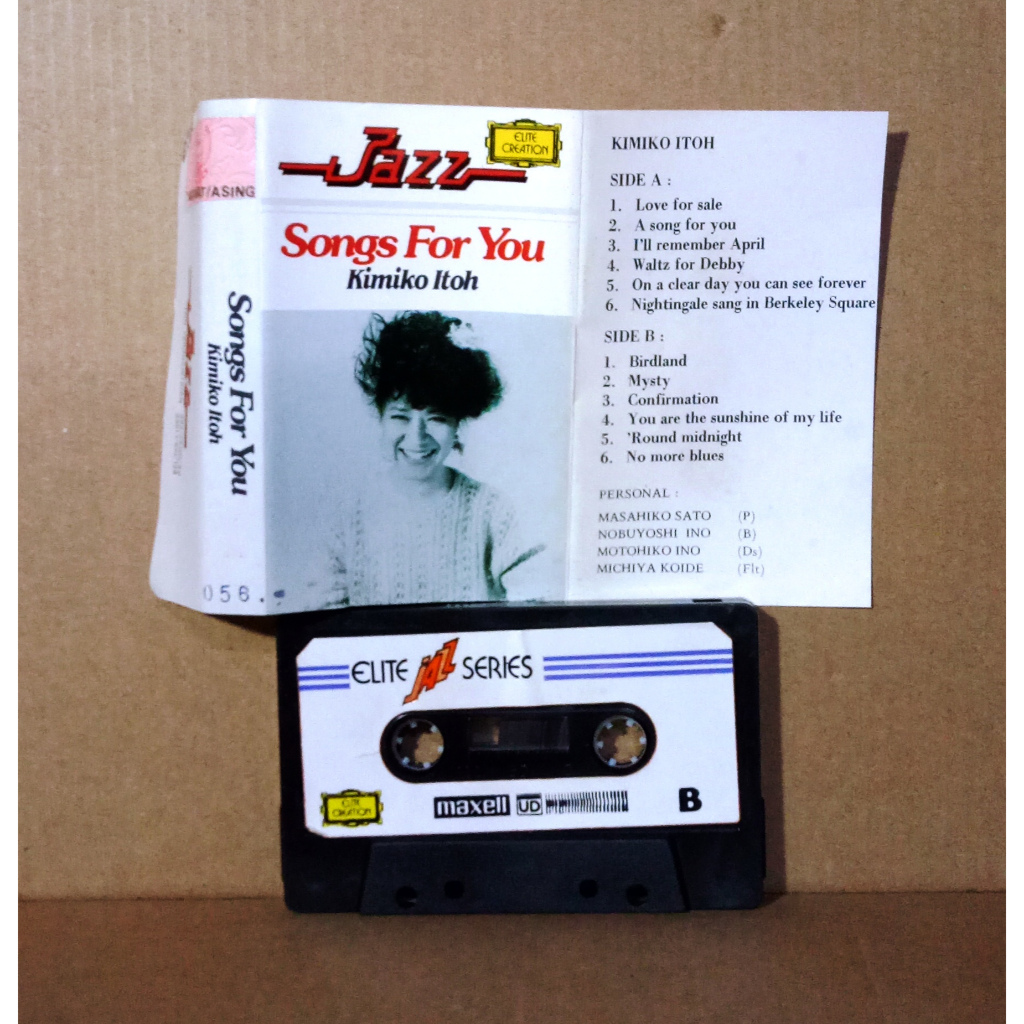 Jazz
ELITE
CREATION
Songs For You
Kimiko Itoh
/ASING
Songs For You
Kimiko Itoh
056.
KIMIKO ITOH
SIDE A :
1. Love for sale
2. A song for you
3. I'll remember April
4. Waltz for Debby
5. On a clear day you can see forever
6. Nightingale sang in Berkeley Square
SIDE B :
1. Birdland
2. Mysty
3. Confirmation
4. You are the sunshine of my life
5. 'Round midnight
6. No more blues
PERSONAL :
MASAHIKO SATO (P)
NOBUYOSHI INO (B)
MOTOHIKO INO (Ds)
MICHIYA KOIDE (Flt)
ELITE JAZZ SERIES
ELITE
CREATION
maxell UD
B